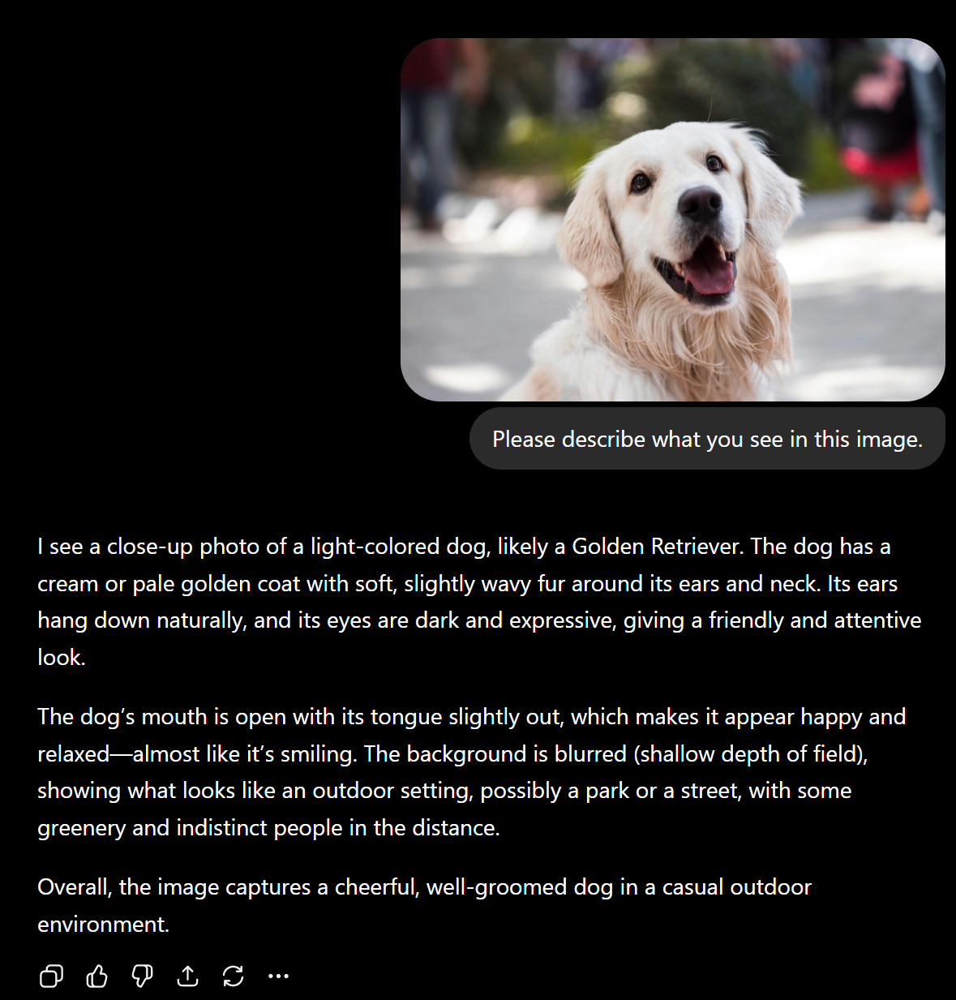 Please describe what you see in this image.
I see a close-up photo of a light-colored dog, likely a Golden Retriever. The dog has a
cream or pale golden coat with soft, slightly wavy fur around its ears and neck. Its ears
hang down naturally, and its eyes are dark and expressive, giving a friendly and attentive
look.
The dog’s mouth is open with its tongue slightly out, which makes it appear happy and
relaxed—almost like it’s smiling. The background is blurred (shallow depth of field),
showing what looks like an outdoor setting, possibly a park or a street, with some
greenery and indistinct people in the distance.
Overall, the image captures a cheerful, well-groomed dog in a casual outdoor
environment.